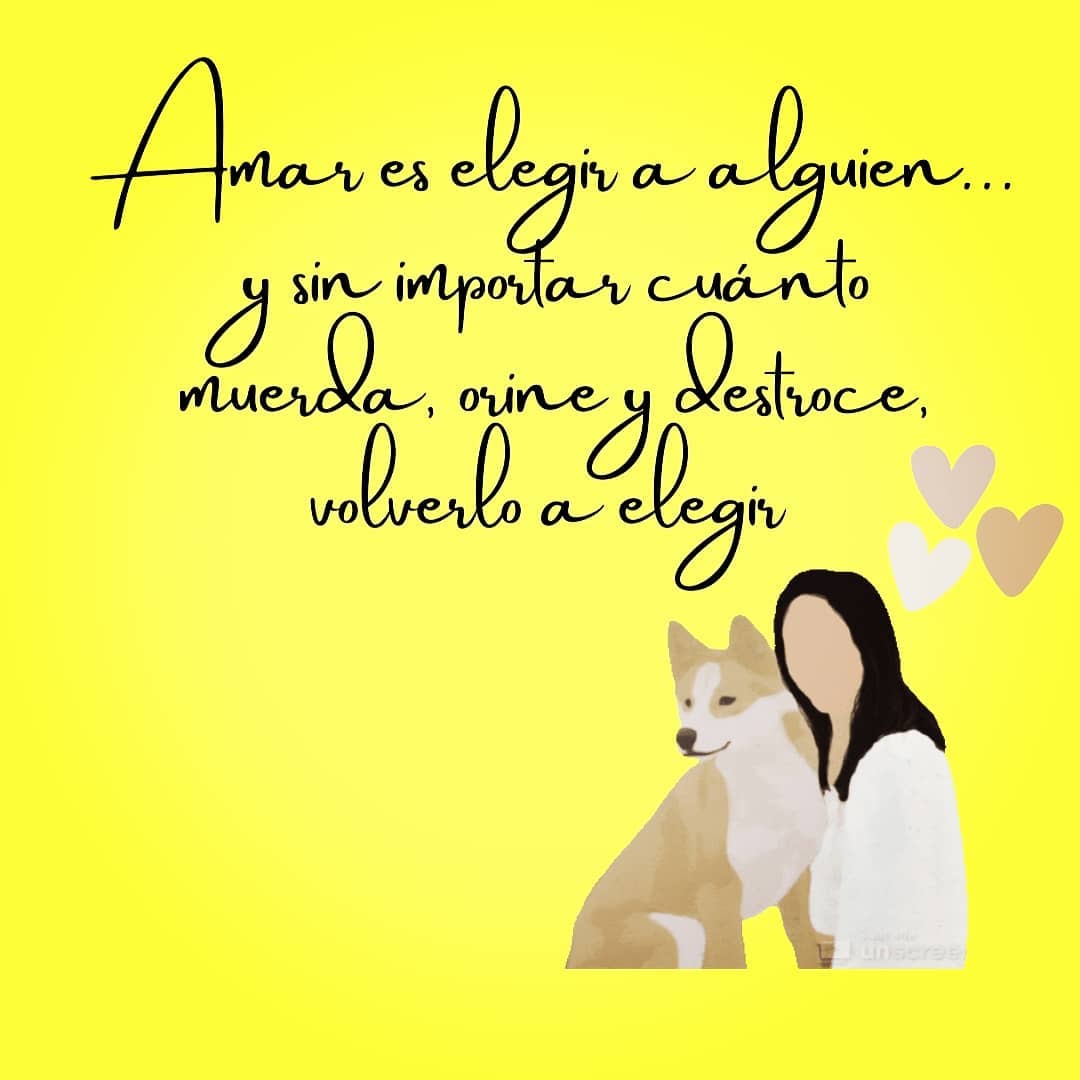 Amar es elegir a alguien...
y sin importar cuánto
muerda, orine y destroce,
volverlo a elegir
unscree